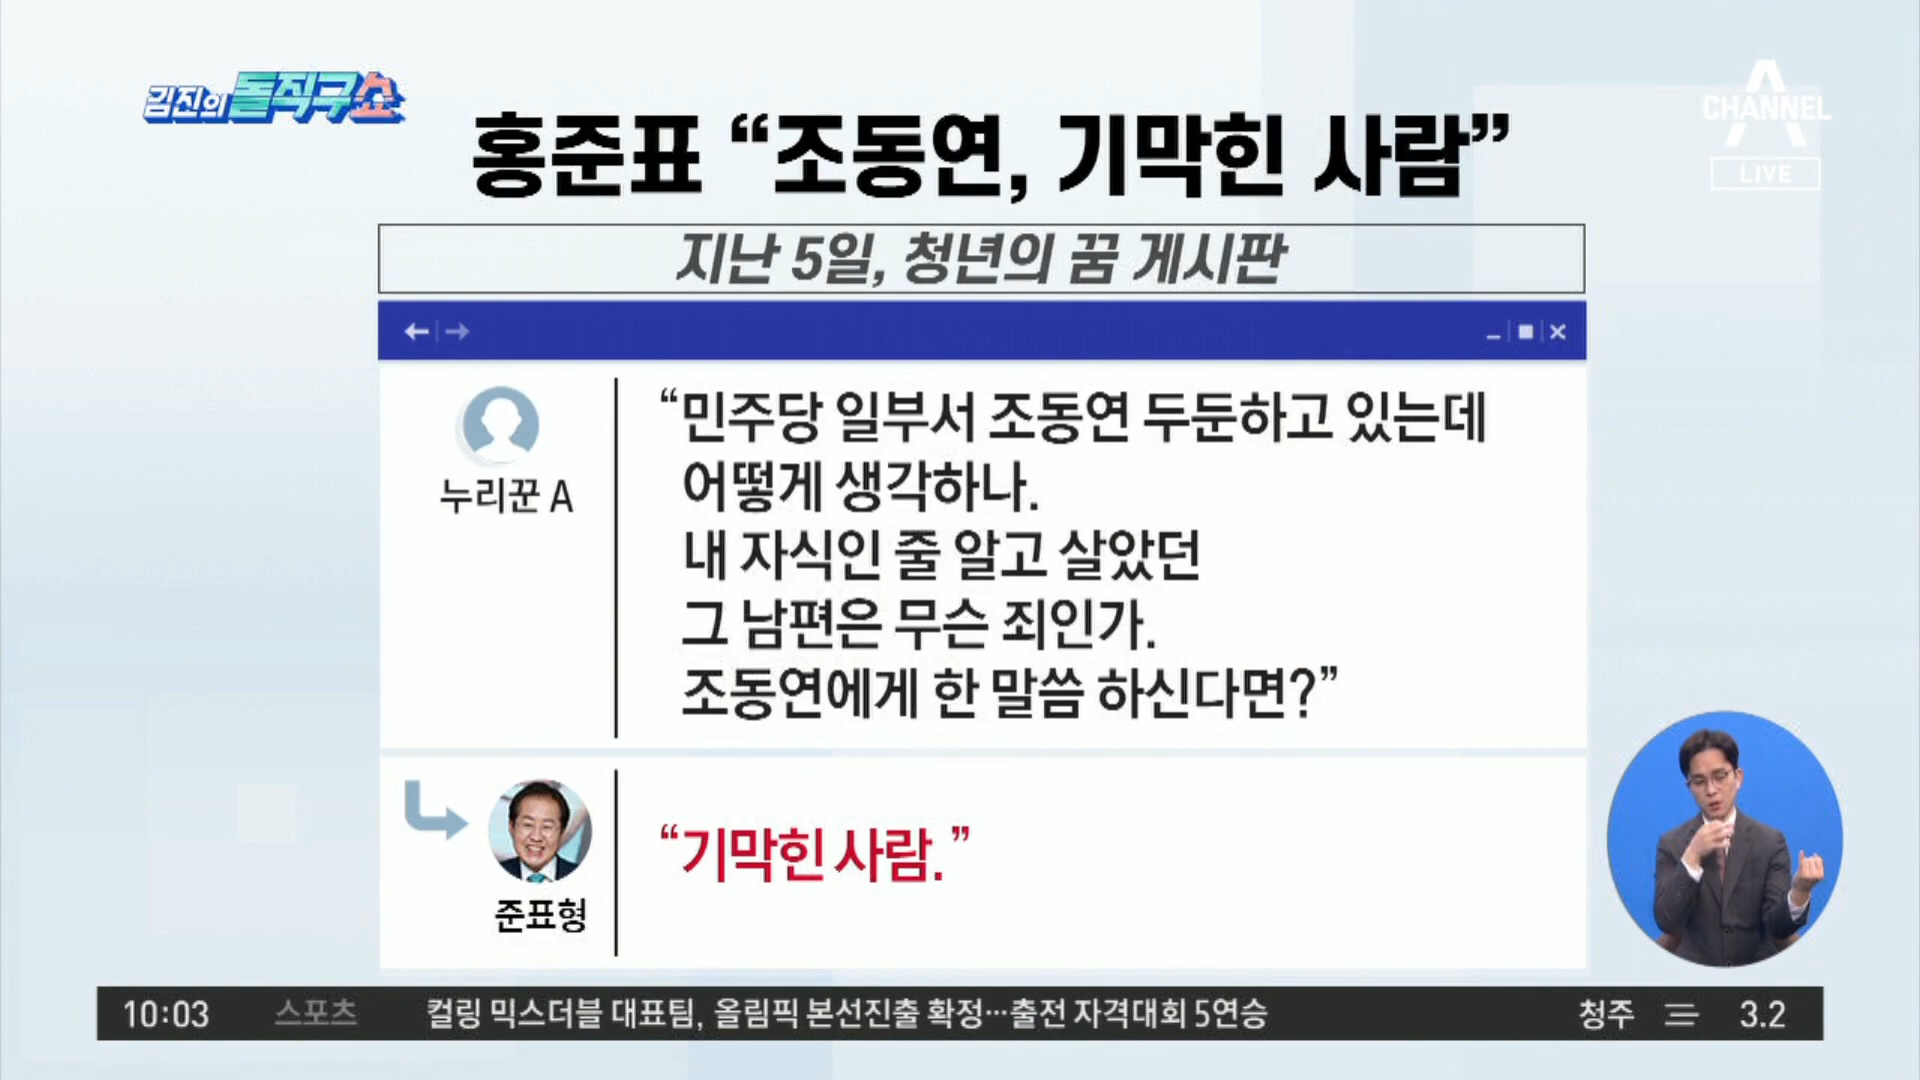 김진의 돌직구쇼
홍준표 “조동연, 기막힌 사람”
CHANNEL A
LIVE
지난 5일, 청년의 꿈 게시판
누리꾼 A
“민주당 일부서 조동연 두둔하고 있는데
어떻게 생각하나.
내 자식인 줄 알고 살았던
그 남편은 무슨 죄인가.
조동연에게 한 말씀 하신다면?”
준표형
“기막힌 사람.”
10:03 스포츠 컬링 믹스더블 대표팀, 올림픽 본선진출 확정…출전 자격대회 5연승 청주 3.2